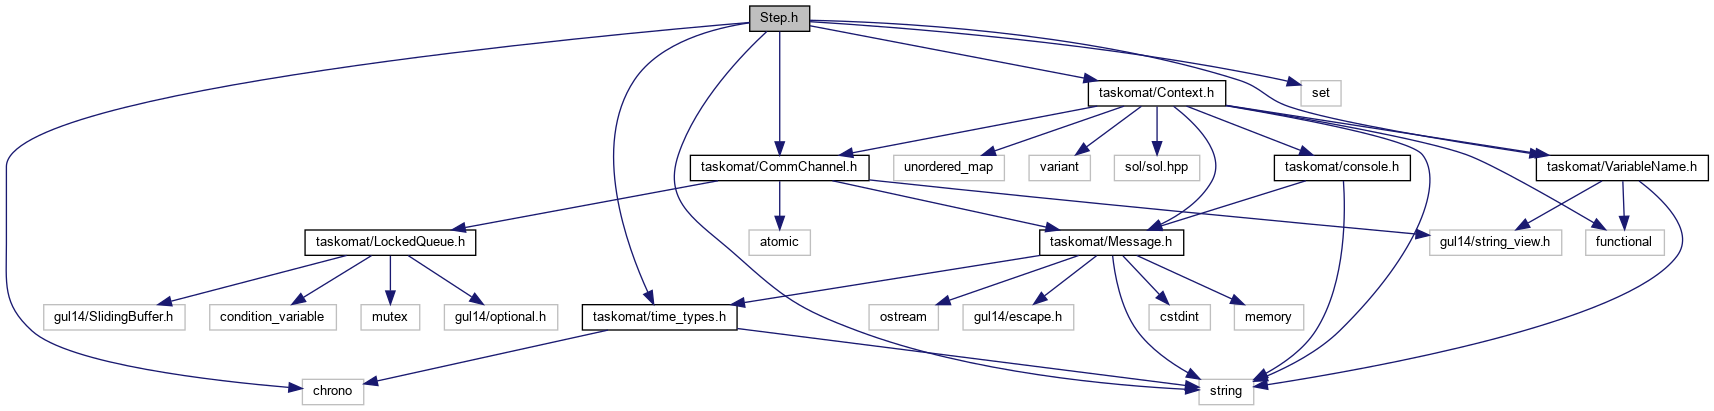 Step.h
taskomat/Context.h
set
taskomat/CommChannel.h
unordered_map
variant
sol/sol.hpp
taskomat/console.h
taskomat/VariableName.h
taskomat/LockedQueue.h
atomic
taskomat/Message.h
gul14/string_view.h
functional
gul14/SlidingBuffer.h
condition_variable
mutex
gul14/optional.h
taskomat/time_types.h
ostream
gul14/escape.h
cstdint
memory
chrono
string